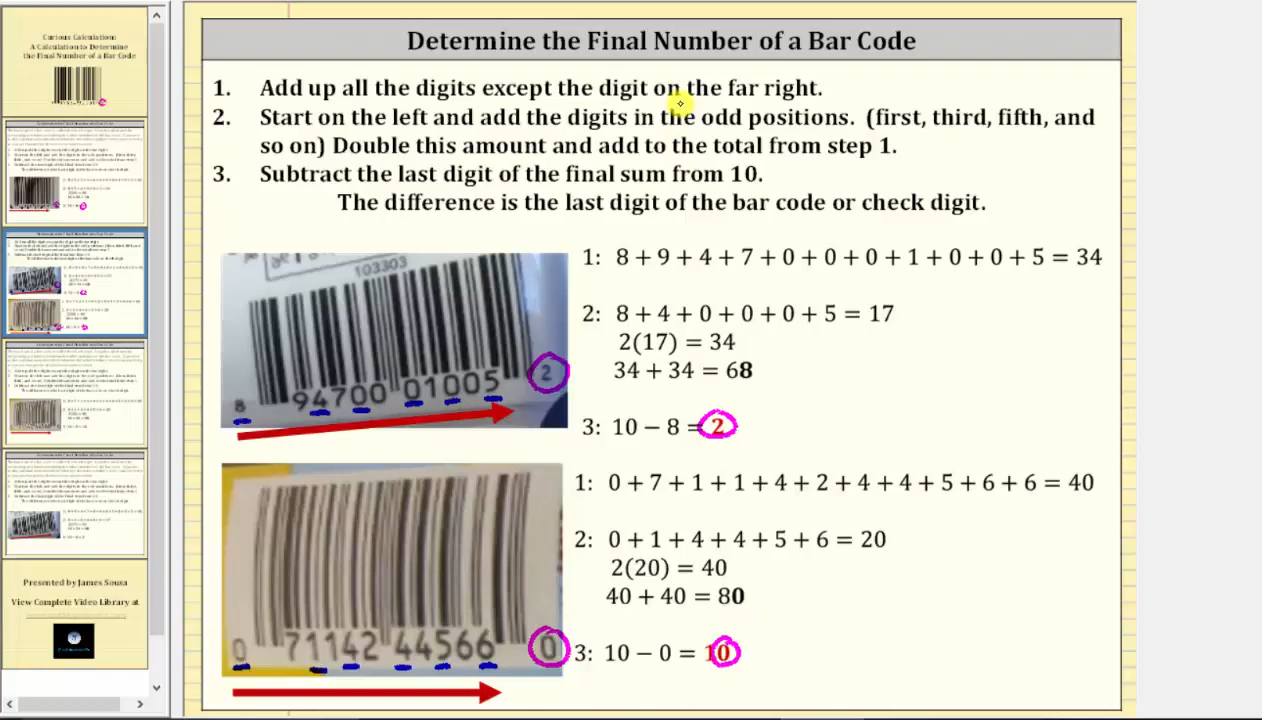 Curious Calculation:
A Calculation to Determine
the Final Number of a Bar Code
Presented by James Sousa
View Complete Video Library at
Determine the Final Number of a Bar Code
1. Add up all the digits except the digit on the far right.
2. Start on the left and add the digits in the odd positions. (first, third, fifth, and
so on) Double this amount and add to the total from step 1.
3. Subtract the last digit of the final sum from 10.
The difference is the last digit of the bar code or check digit.
103303
8 94700 01005 2
1: 8 + 9 + 4 + 7 + 0 + 0 + 0 + 1 + 0 + 0 + 5 = 34
2: 8 + 4 + 0 + 0 + 0 + 5 = 17
2(17) = 34
34 + 34 = 68
3: 10 − 8 = 2
0 71142 44566 0
1: 0 + 7 + 1 + 1 + 4 + 2 + 4 + 4 + 5 + 6 + 6 = 40
2: 0 + 1 + 4 + 4 + 5 + 6 = 20
2(20) = 40
40 + 40 = 80
3: 10 − 0 = 10